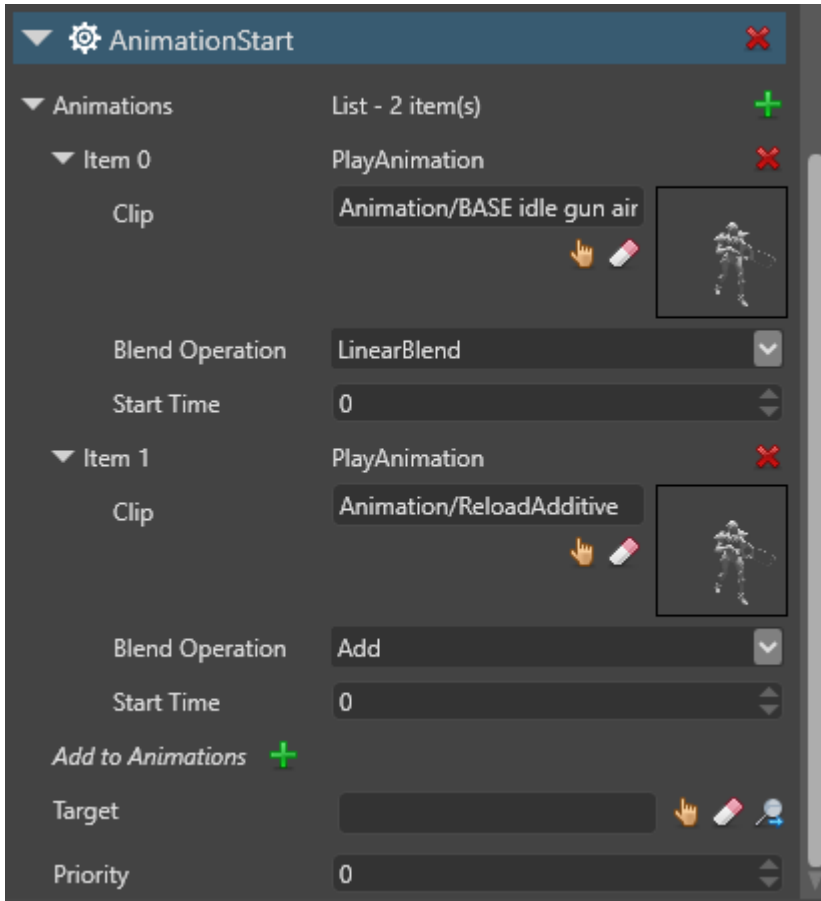 AnimationStart
Animations List - 2 item(s)
Item 0 PlayAnimation
Clip Animation/BASE idle gun
Blend Operation LinearBlend
Start Time 0
Item 1 PlayAnimation
Clip Animation/ReloadAdditive
Blend Operation Add
Start Time 0
Add to Animations
Target
Priority 0